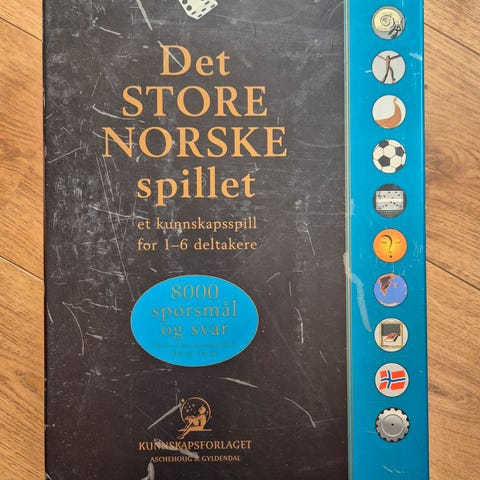 Det
STORE
NORSKE
spillet
et kunnskapsspill
for 1–6 deltakere
8000
spørsmål
og svar
KUNNSKAPSFORLAGET
ASCHEHOUG & GYLDENDAL